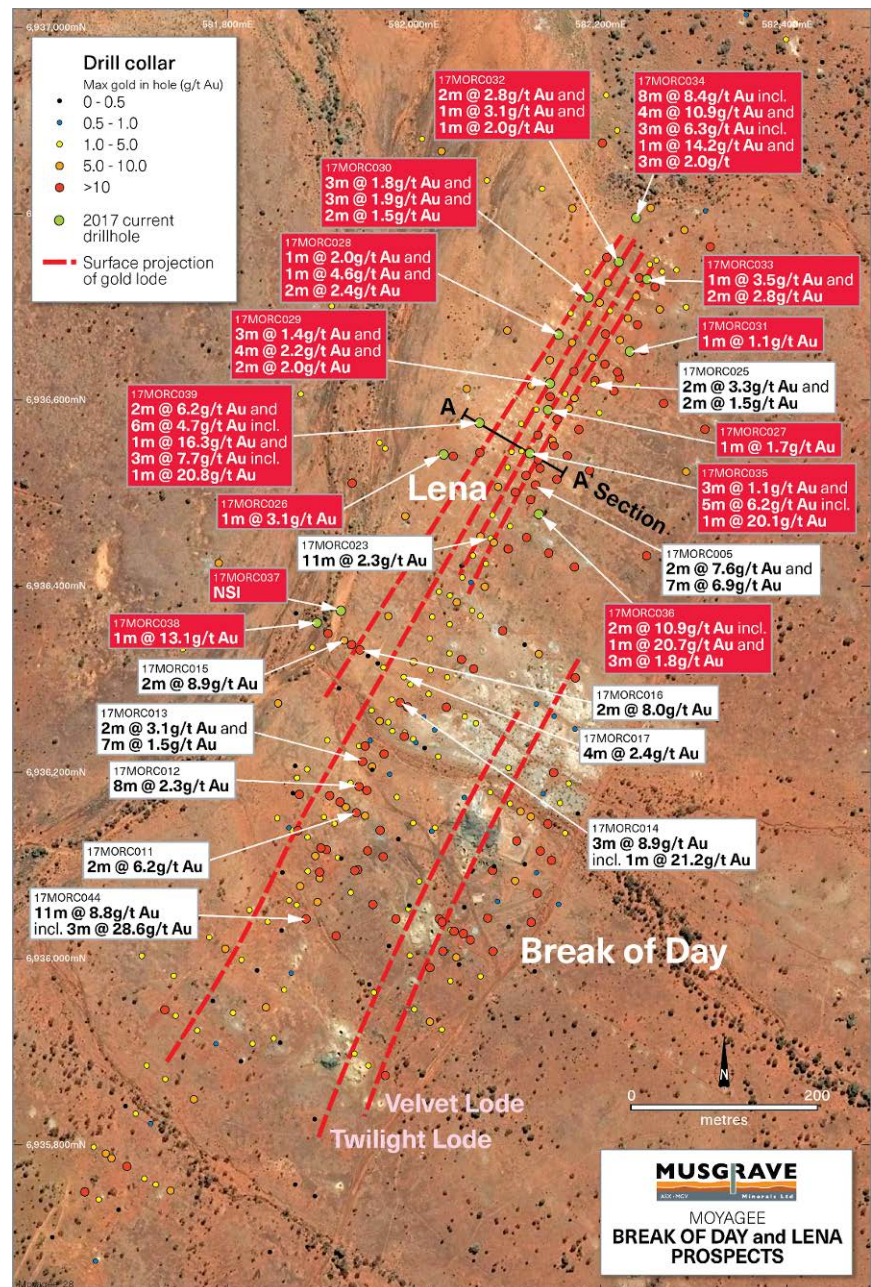 6,937,000mN
581,800mE
582,000mE
582,200mE
582,400mE
Drill collar
Max gold in hole (g/t Au)
0 - 0.5
0.5 - 1.0
1.0 - 5.0
5.0 - 10.0
>10
2017 current
drillhole
Surface projection
of gold lode
17MORC032
2m @ 2.8g/t Au and
1m @ 3.1g/t Au and
1m @ 2.0g/t Au
17MORC034
8m @ 8.4g/t Au incl.
4m @ 10.9g/t Au and
3m @ 6.3g/t Au incl.
1m @ 14.2g/t Au and
3m @ 2.0g/t
17MORC030
3m @ 1.8g/t Au and
3m @ 1.9g/t Au and
2m @ 1.5g/t Au
17MORC028
1m @ 2.0g/t Au and
1m @ 4.6g/t Au and
2m @ 2.4g/t Au
17MORC033
1m @ 3.5g/t Au and
2m @ 2.8g/t Au
17MORC029
3m @ 1.4g/t Au and
4m @ 2.2g/t Au and
2m @ 2.0g/t Au
17MORC031
1m @ 1.1g/t Au
17MORC025
2m @ 3.3g/t Au and
2m @ 1.5g/t Au
6,936,600mN
17MORC039
2m @ 6.2g/t Au and
6m @ 4.7g/t Au incl.
1m @ 16.3g/t Au and
3m @ 7.7g/t Au incl.
1m @ 20.8g/t Au
A
17MORC027
1m @ 1.7g/t Au
Lena
A' Section
17MORC035
3m @ 1.1g/t Au and
5m @ 6.2g/t Au incl.
1m @ 20.1g/t Au
17MORC026
1m @ 3.1g/t Au
17MORC023
11m @ 2.3g/t Au
17MORC005
2m @ 7.6g/t Au and
7m @ 6.9g/t Au
6,936,400mN
17MORC037
NSI
17MORC038
1m @ 13.1g/t Au
17MORC036
2m @ 10.9g/t Au incl.
1m @ 20.7g/t Au and
3m @ 1.8g/t Au
17MORC015
2m @ 8.9g/t Au
17MORC016
2m @ 8.0g/t Au
17MORC013
2m @ 3.1g/t Au and
7m @ 1.5g/t Au
17MORC017
4m @ 2.4g/t Au
6,936,200mN
17MORC012
8m @ 2.3g/t Au
17MORC014
3m @ 8.9g/t Au
incl. 1m @ 21.2g/t Au
17MORC011
2m @ 6.2g/t Au
17MORC044
11m @ 8.8g/t Au
incl. 3m @ 28.6g/t Au
Break of Day
6,936,000mN
N
0
200
metres
Velvet Lode
Twilight Lode
6,935,800mN
MUSGRAVE
Minerals Ltd
MOYAGEE
BREAK OF DAY and LENA
PROSPECTS